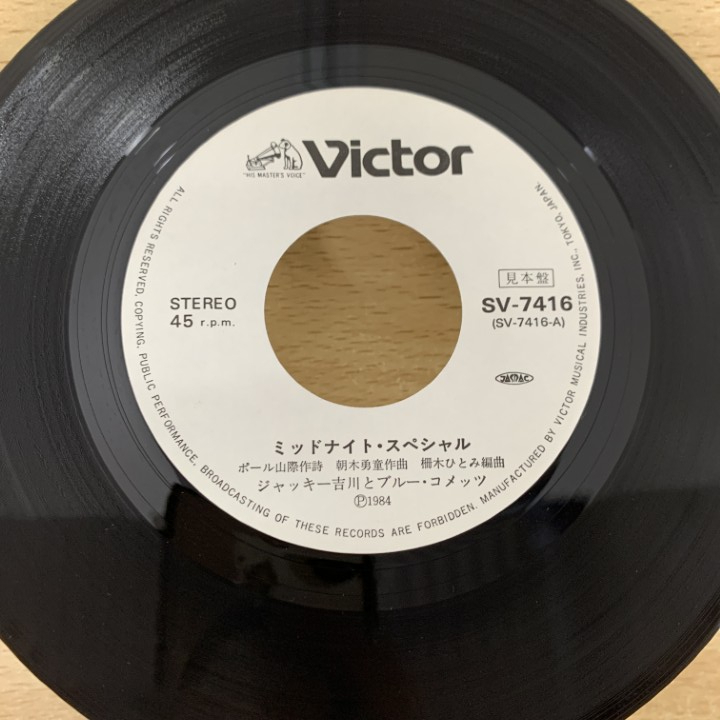 "HIS MASTER'S VOICE"
Victor
STEREO
45 r.p.m.
見本盤
SV-7416
(SV-7416-A)
JASRAC
ミッドナイト・スペシャル
ポール山際作詩 朝木勇童作曲 柵木ひとみ編曲
ジャッキー吉川とブルー・コメッツ
Ⓟ1984
ALL RIGHTS RESERVED, COPYING, PUBLIC PERFORMANCE, BROADCASTING OF THESE RECORDS ARE FORBIDDEN. MANUFACTURED BY VICTOR MUSICAL INDUSTRIES, INC., TOKYO, JAPAN.